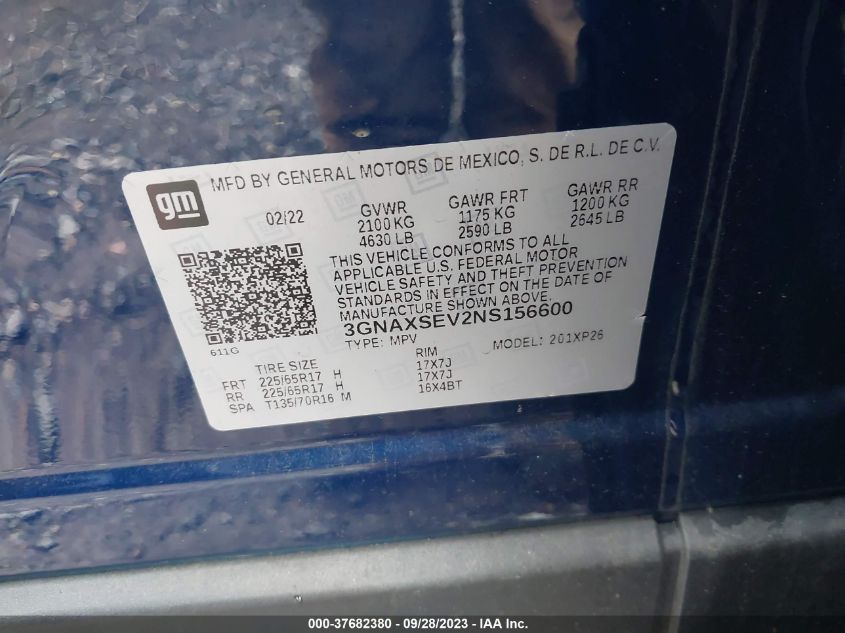 gm
MFD BY GENERAL MOTORS DE MEXICO, S. DE R.L. DE C.V.
02/22 GVWR GAWR FRT GAWR RR
2100 KG 1175 KG 1200 KG
4630 LB 2590 LB 2645 LB
THIS VEHICLE CONFORMS TO ALL
APPLICABLE U.S. FEDERAL MOTOR
VEHICLE SAFETY AND THEFT PREVENTION
STANDARDS IN EFFECT ON THE DATE OF
MANUFACTURE SHOWN ABOVE.
3GNAXSEV2NS156600
TYPE: MPV MODEL: 201XP26
611G
TIRE SIZE RIM
FRT 225/65R17 H 17X7J
RR 225/65R17 H 17X7J
SPA T135/70R16 M 16X4BT
000-37682380 - 09/28/2023 - IAA Inc.